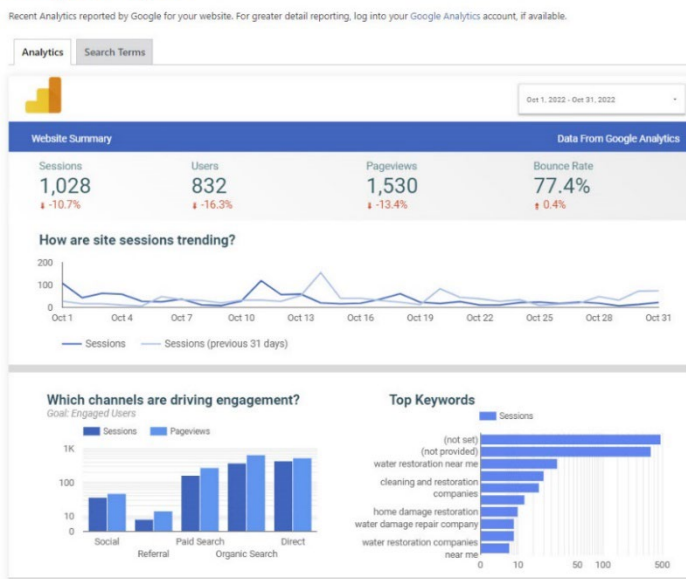 Recent Analytics reported by Google for your website. For greater detail reporting, log into your Google Analytics account, if available.
Analytics
Search Terms
Oct 1, 2022 - Oct 31, 2022
Website Summary
Data From Google Analytics
Sessions
Users
Pageviews
Bounce Rate
1,028
832
1,530
77.4%
-10.7%
-16.3%
-13.4%
0.4%
How are site sessions trending?
200
100
0
Oct 1
Oct 4
Oct 7
Oct 10
Oct 13
Oct 16
Oct 19
Oct 22
Oct 25
Oct 28
Oct 31
Sessions
Sessions (previous 31 days)
Which channels are driving engagement?
Goal: Engaged Users
Sessions
Pageviews
1K
100
10
0
Social
Referral
Paid Search
Organic Search
Direct
Top Keywords
Sessions
(not set)
(not provided)
water restoration near me
cleaning and restoration
companies
home damage restoration
water damage repair company
water restoration companies
near me
0
10
50
100
500